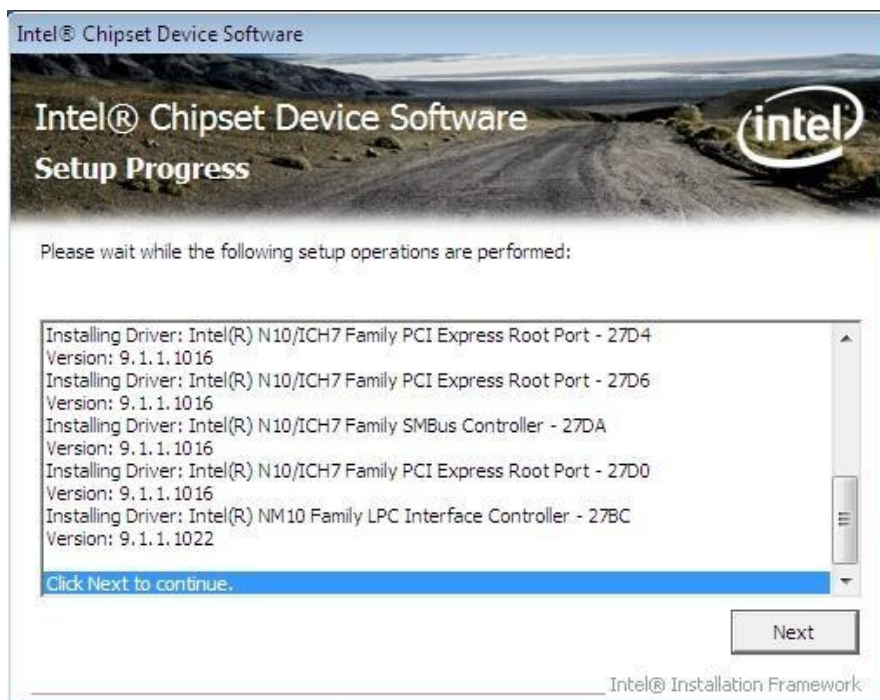 Intel® Chipset Device Software
Intel® Chipset Device Software
intel
Setup Progress
Please wait while the following setup operations are performed:
Installing Driver: Intel(R) N10/ICH7 Family PCI Express Root Port - 27D4
Version: 9.1.1.1016
Installing Driver: Intel(R) N10/ICH7 Family PCI Express Root Port - 27D6
Version: 9.1.1.1016
Installing Driver: Intel(R) N10/ICH7 Family SMBus Controller - 27DA
Version: 9.1.1.1016
Installing Driver: Intel(R) N10/ICH7 Family PCI Express Root Port - 27D0
Version: 9.1.1.1016
Installing Driver: Intel(R) NM10 Family LPC Interface Controller - 27BC
Version: 9.1.1.1022
Click Next to continue.
Next
Intel® Installation Framework